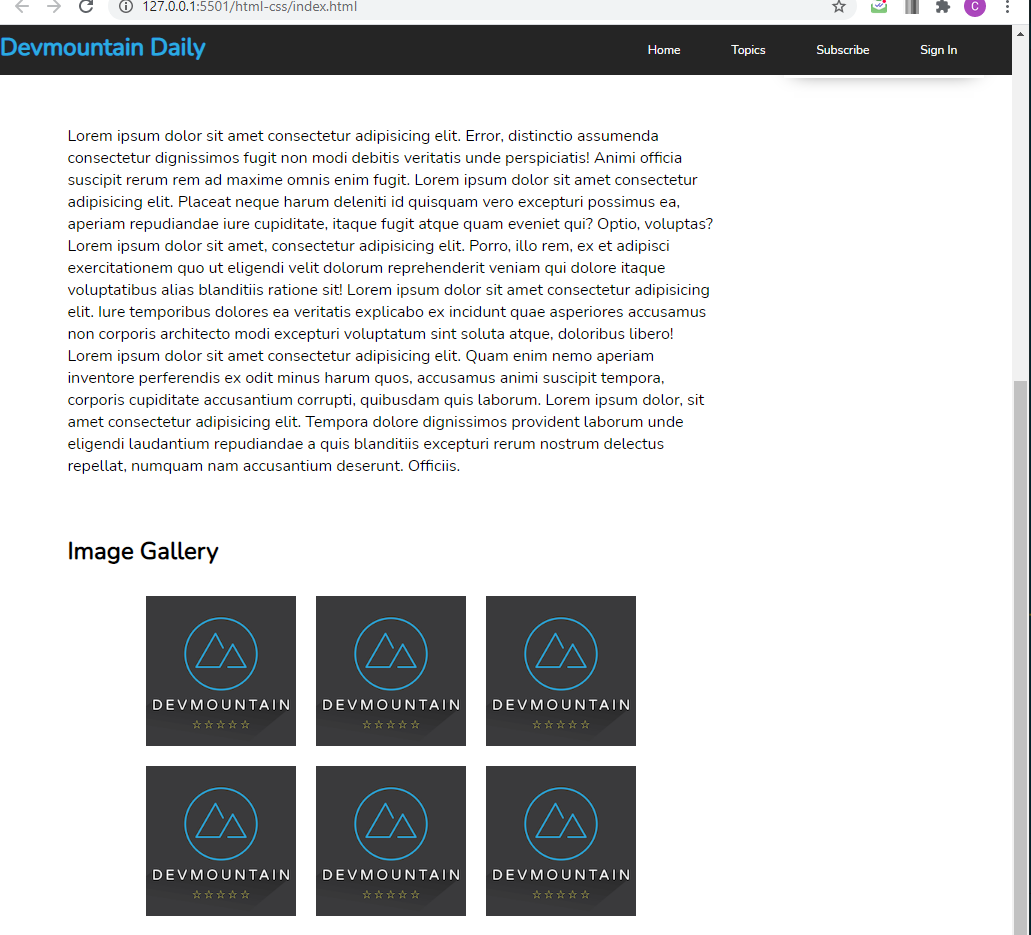 127.0.0.1:5501/html-css/index.html
C
Devmountain Daily
Home Topics Subscribe Sign In
Lorem ipsum dolor sit amet consectetur adipisicing elit. Error, distinctio assumenda
consectetur dignissimos fugit non modi debitis veritatis unde perspiciatis! Animi officia
suscipit rerum rem ad maxime omnis enim fugit. Lorem ipsum dolor sit amet consectetur
adipisicing elit. Placeat neque harum deleniti id quisquam vero excepturi possimus ea,
aperiam repudiandae iure cupiditate, itaque fugit atque quam eveniet qui? Optio, voluptas?
Lorem ipsum dolor sit amet, consectetur adipisicing elit. Porro, illo rem, ex et adipisci
exercitationem quo ut eligendi velit dolorum reprehenderit veniam qui dolore itaque
voluptatibus alias blanditiis ratione sit! Lorem ipsum dolor sit amet consectetur adipisicing
elit. Iure temporibus dolores ea veritatis explicabo ex incidunt quae asperiores accusamus
non corporis architecto modi excepturi voluptatum sint soluta atque, doloribus libero!
Lorem ipsum dolor sit amet consectetur adipisicing elit. Quam enim nemo aperiam
inventore perferendis ex odit minus harum quos, accusamus animi suscipit tempora,
corporis cupiditate accusantium corrupti, quibusdam quis laborum. Lorem ipsum dolor, sit
amet consectetur adipisicing elit. Tempora dolore dignissimos provident laborum unde
eligendi laudantium repudiandae a quis blanditiis excepturi rerum nostrum delectus
repellat, numquam nam accusantium deserunt. Officiis.
Image Gallery
DEVMOUNTAIN DEVMOUNTAIN DEVMOUNTAIN
DEVMOUNTAIN DEVMOUNTAIN DEVMOUNTAIN